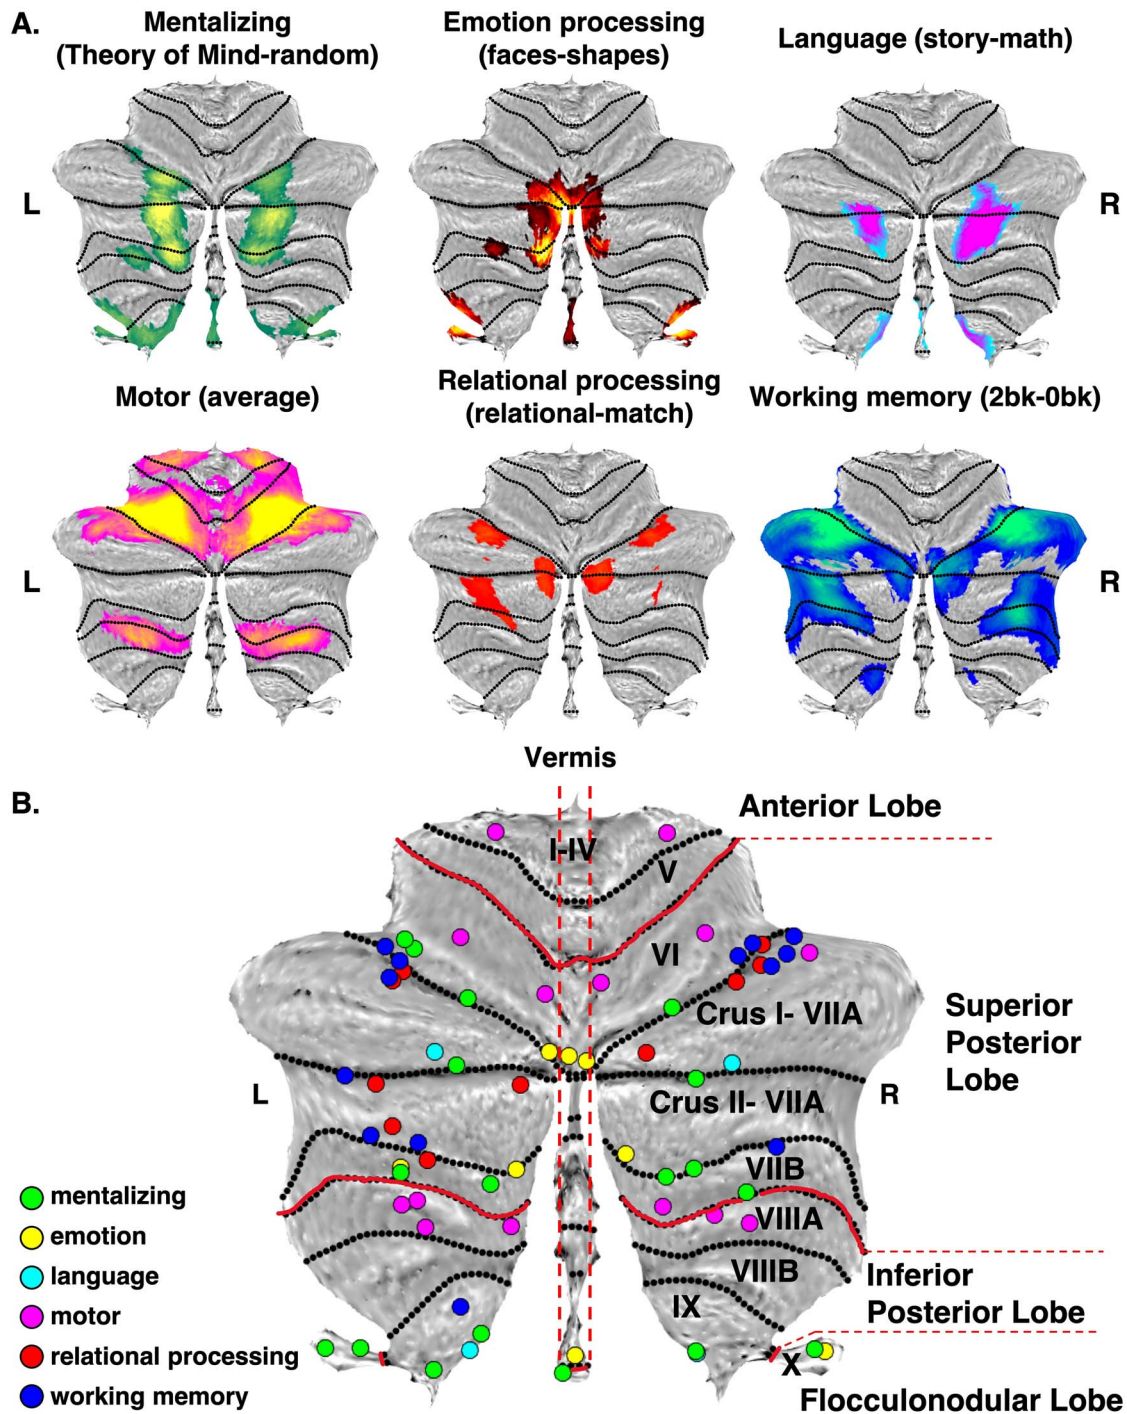 A.
Mentalizing
(Theory of Mind-random)
Emotion processing
(faces-shapes)
Language (story-math)
L
R
Motor (average)
Relational processing
(relational-match)
Working memory (2bk-0bk)
L
R
Vermis
B.
Anterior Lobe
I-IV
V
VI
Crus I- VIIA
Superior
Posterior
Lobe
L
Crus II- VIIA
R
VIIB
VIIIA
VIIIB
IX
X
Inferior
Posterior Lobe
Flocculonodular Lobe
mentalizing
emotion
language
motor
relational processing
working memory